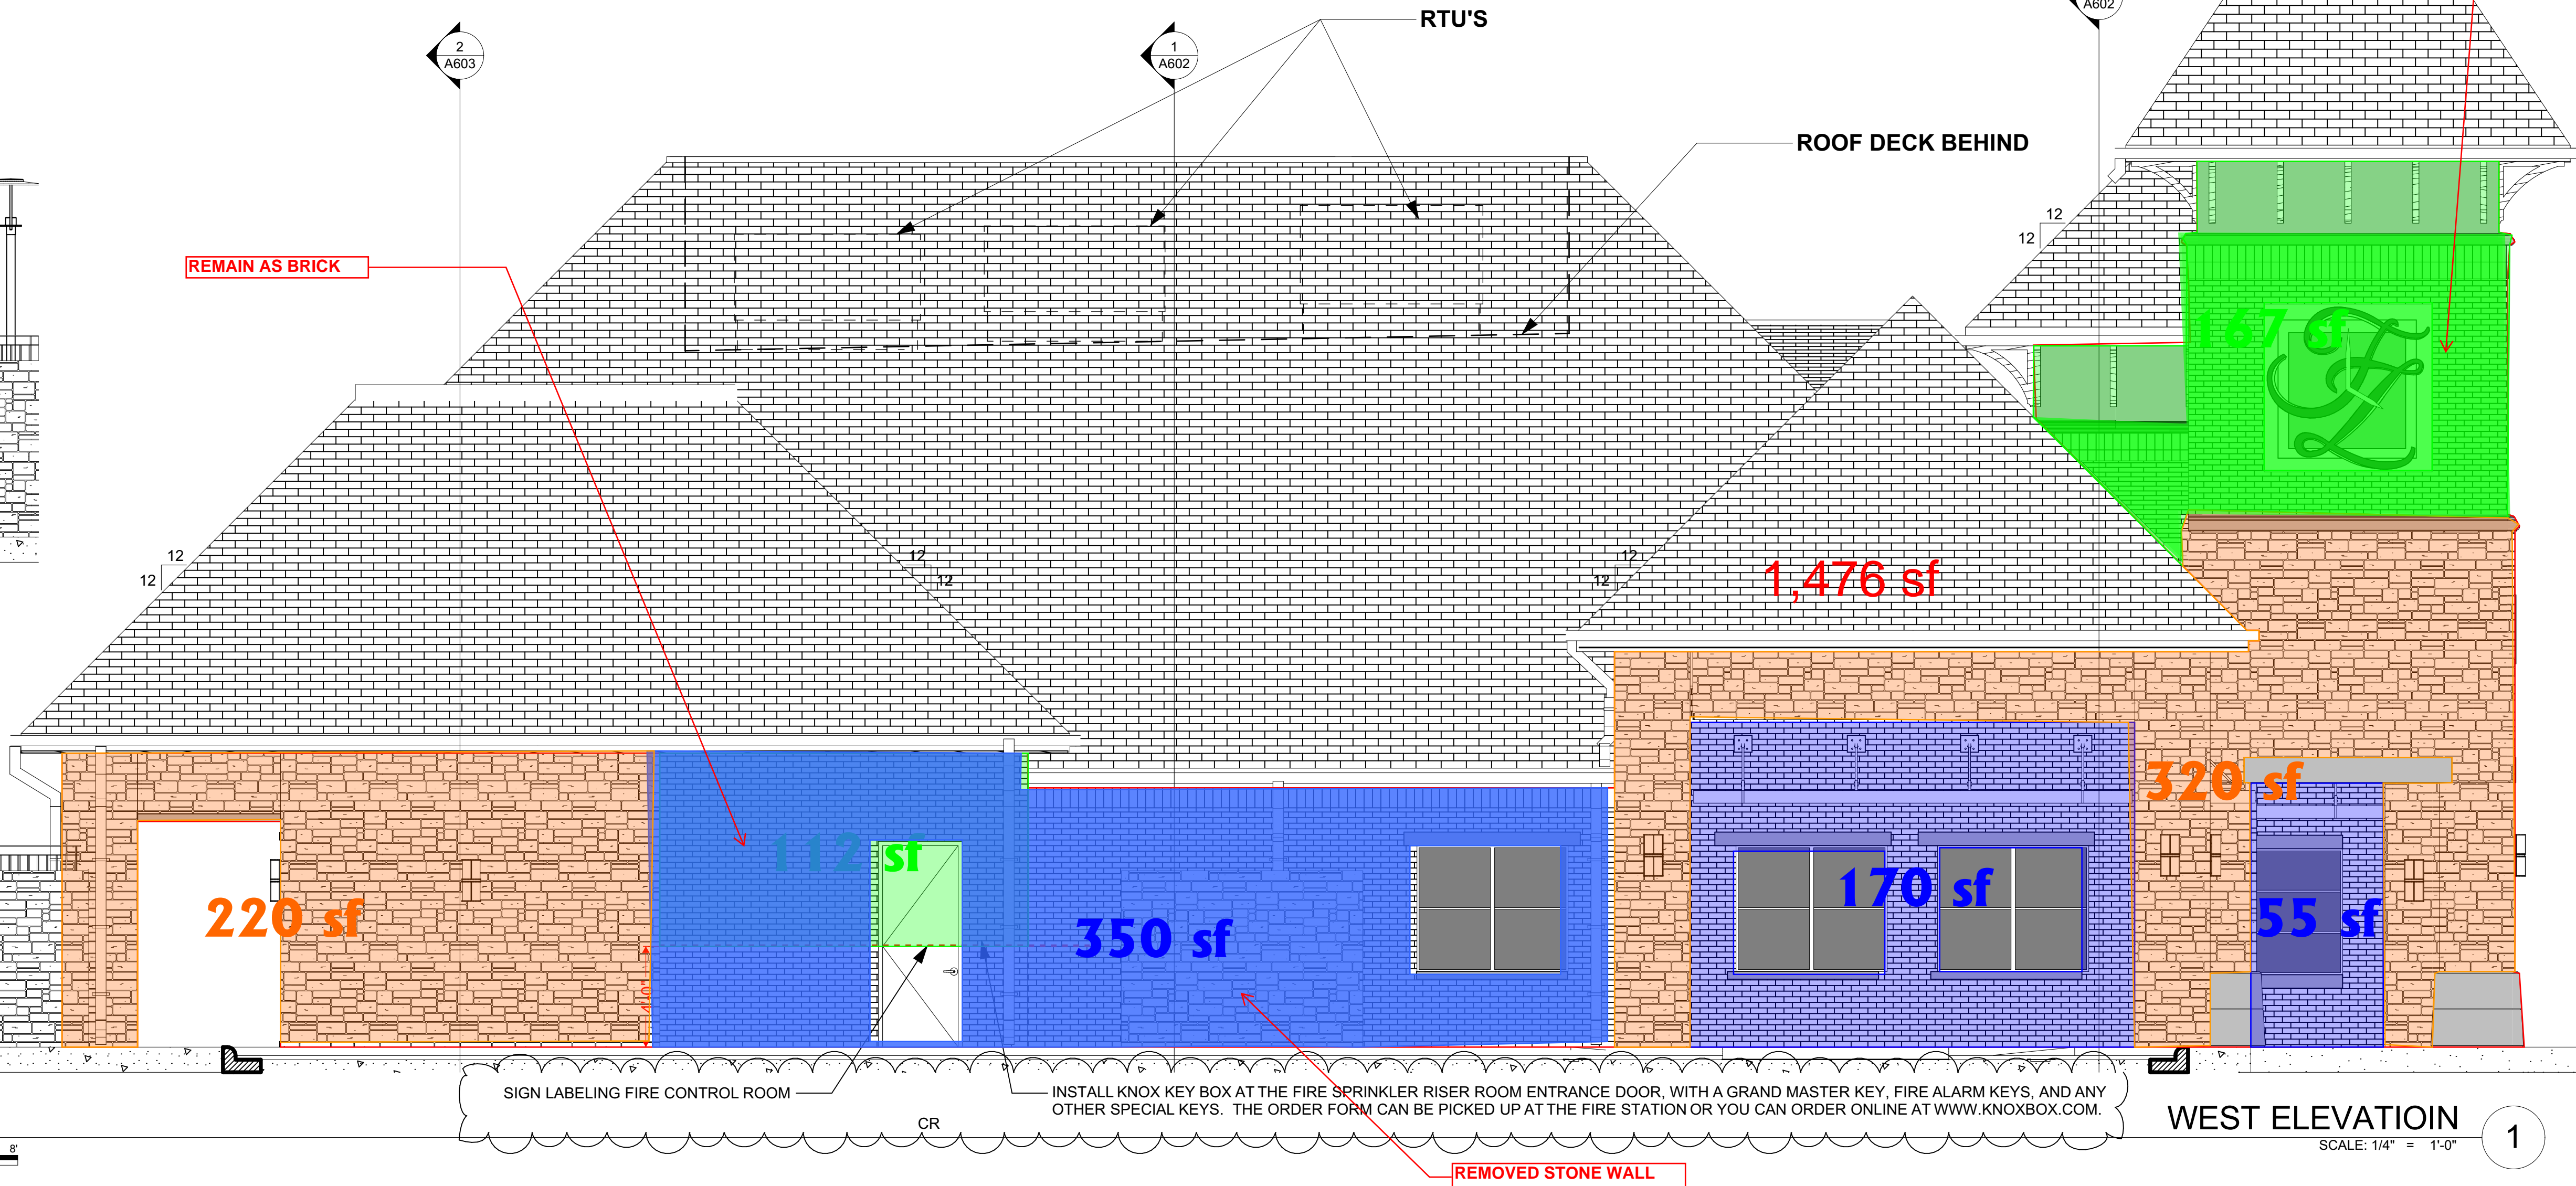 RTU'S
A602
2
A603
1
A602
ROOF DECK BEHIND
12
12
REMAIN AS BRICK
167 sf
12
12
12
12
12
12
1,476 sf
320 sf
112 sf
170 sf
220 sf
350 sf
55 sf
4'-0"
SIGN LABELING FIRE CONTROL ROOM
INSTALL KNOX KEY BOX AT THE FIRE SPRINKLER RISER ROOM ENTRANCE DOOR, WITH A GRAND MASTER KEY, FIRE ALARM KEYS, AND ANY
OTHER SPECIAL KEYS. THE ORDER FORM CAN BE PICKED UP AT THE FIRE STATION OR YOU CAN ORDER ONLINE AT WWW.KNOXBOX.COM.
CR
WEST ELEVATIOIN
1
SCALE: 1/4" = 1'-0"
8'
REMOVED STONE WALL